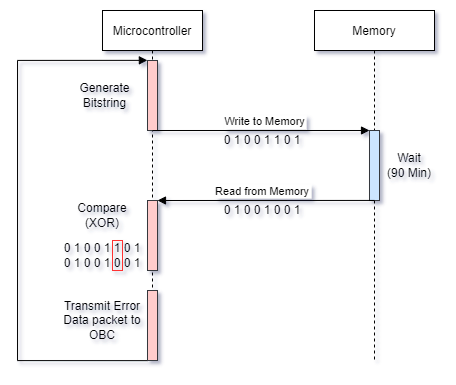 Microcontroller
Memory
Generate
Bitstring
Write to Memory
0 1 0 0 1 1 0 1
Wait
(90 Min)
Read from Memory
0 1 0 0 1 0 0 1
Compare
(XOR)
0 1 0 0 1 1 0 1
0 1 0 0 1 0 0 1
Transmit Error
Data packet to
OBC